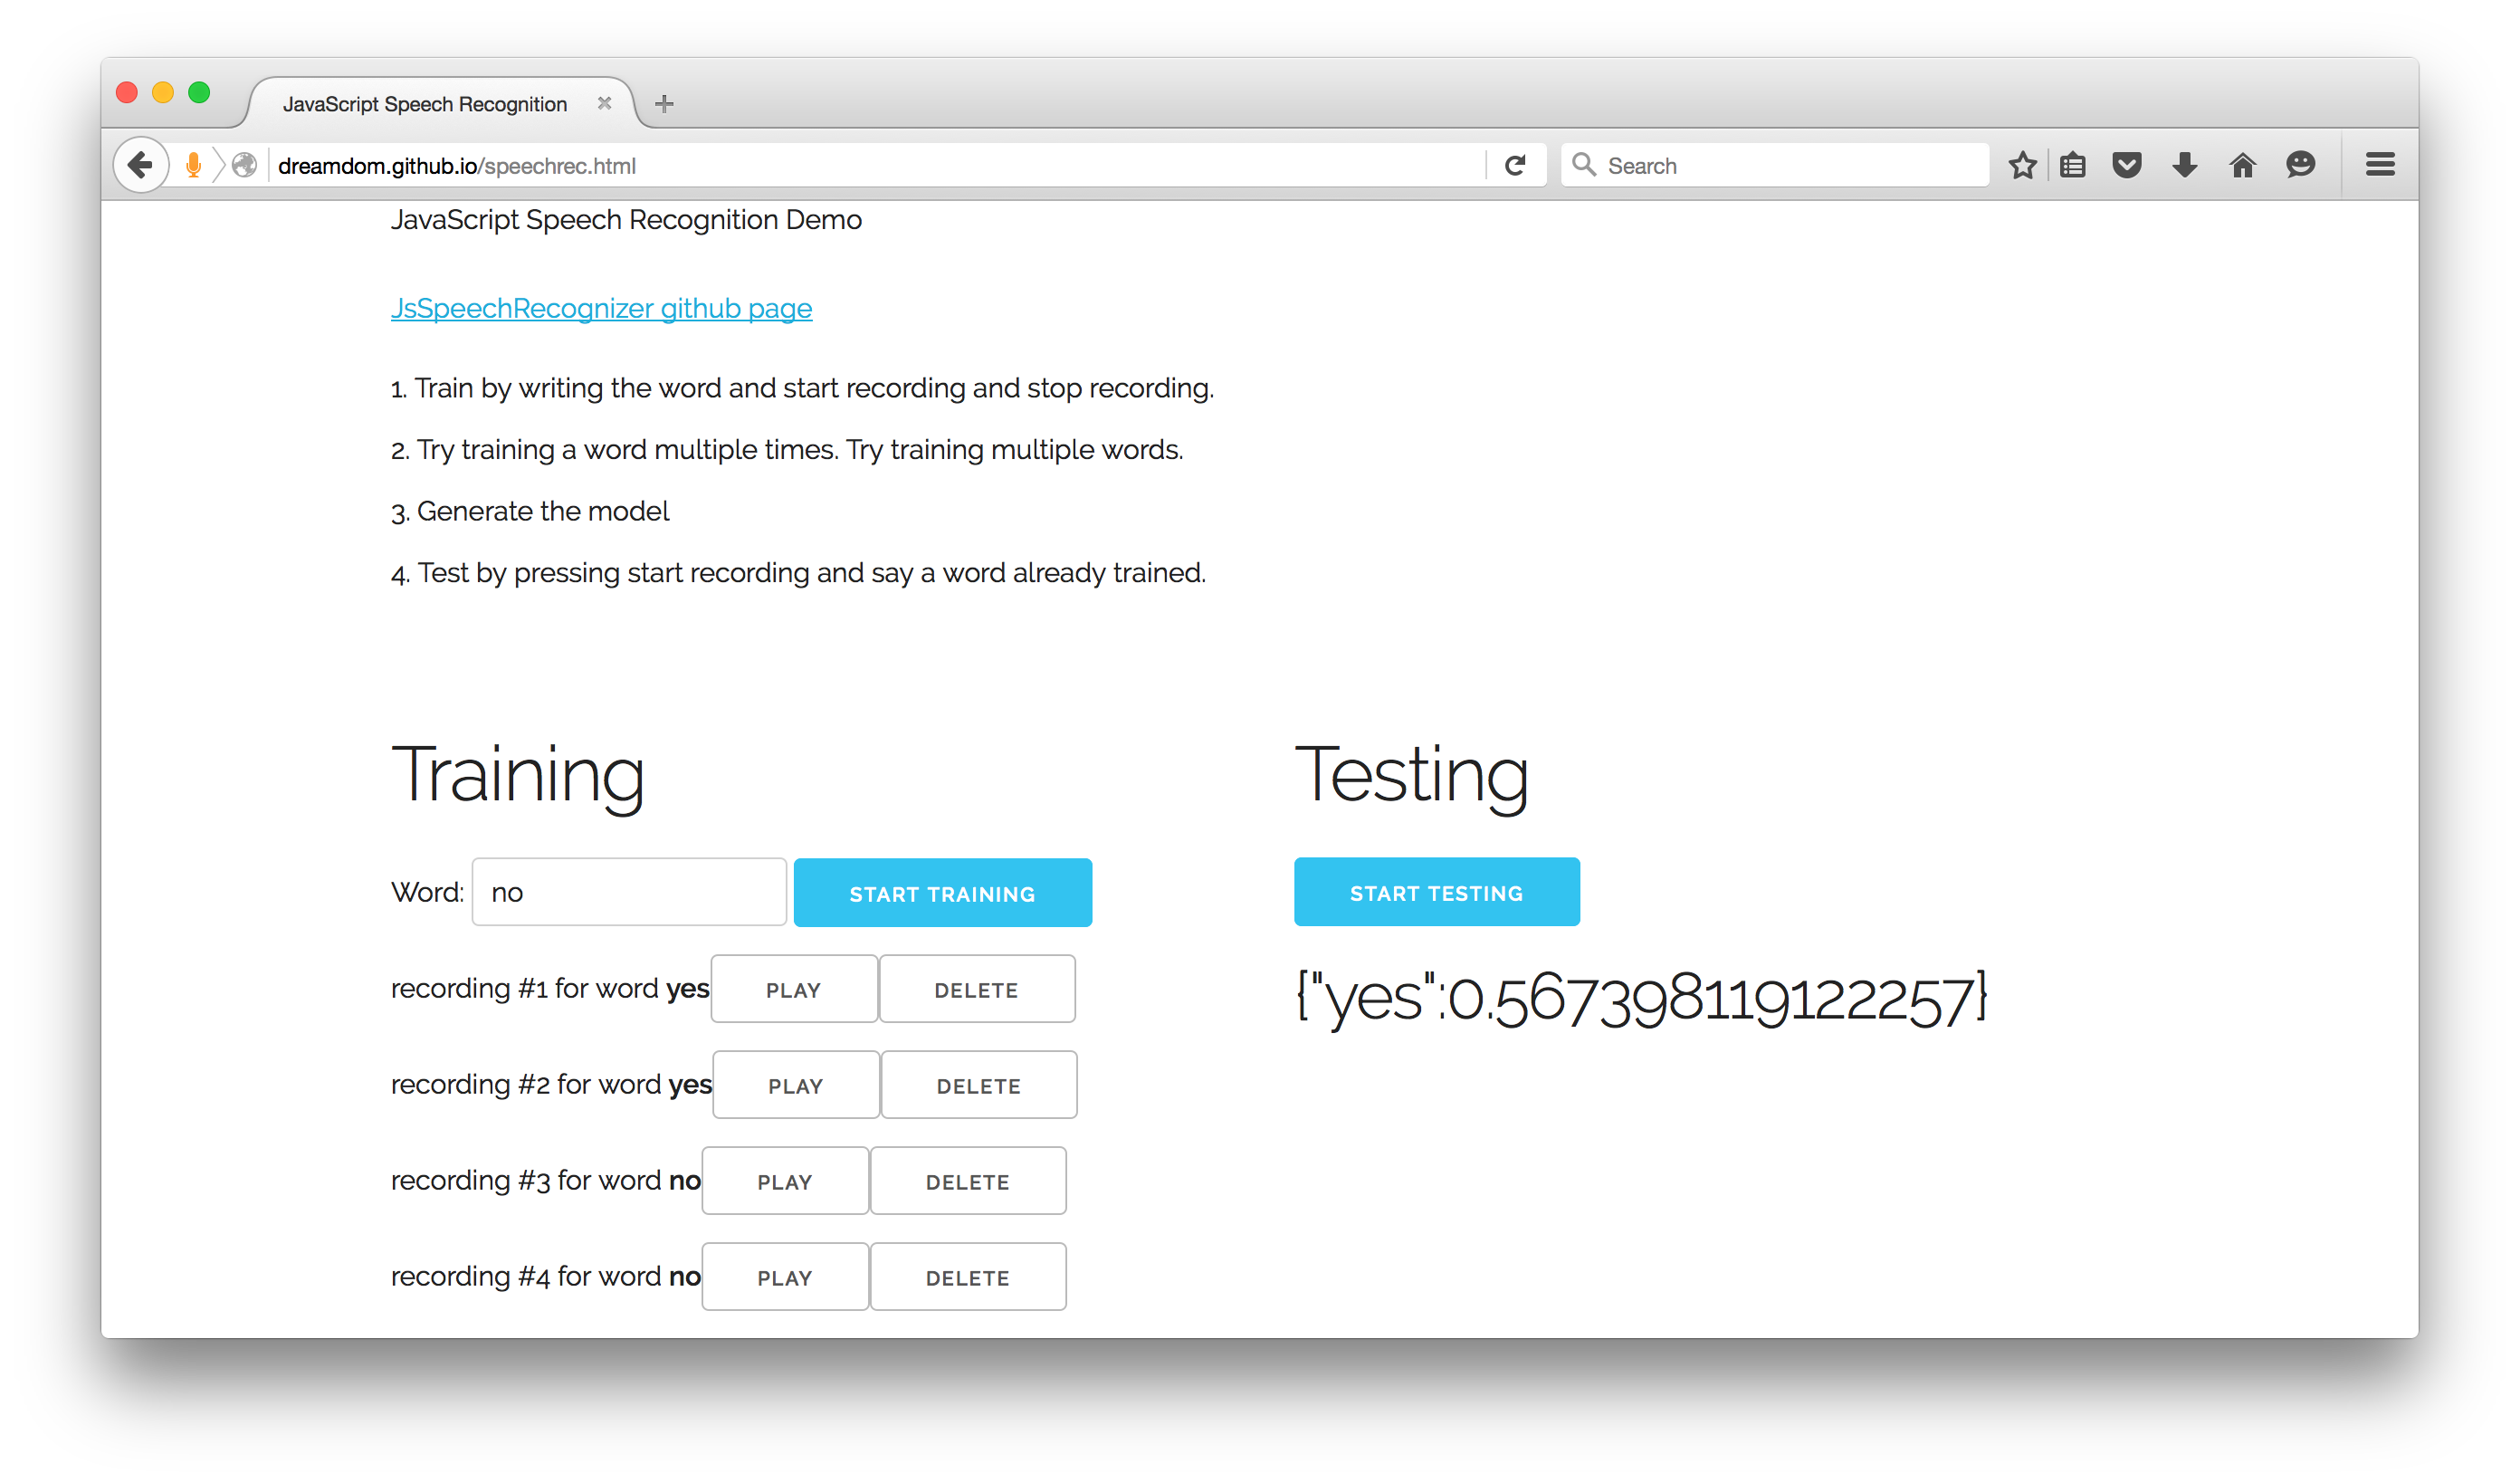 JavaScript Speech Recognition
dreamdom.github.io/speechrec.html
Search
JavaScript Speech Recognition Demo
JsSpeechRecognizer github page
1. Train by writing the word and start recording and stop recording.
2. Try training a word multiple times. Try training multiple words.
3. Generate the model
4. Test by pressing start recording and say a word already trained.
Training
Word: no START TRAINING
recording #1 for word yes PLAY DELETE
recording #2 for word yes PLAY DELETE
recording #3 for word no PLAY DELETE
recording #4 for word no PLAY DELETE
Testing
START TESTING
{"yes":0.567398119122257}